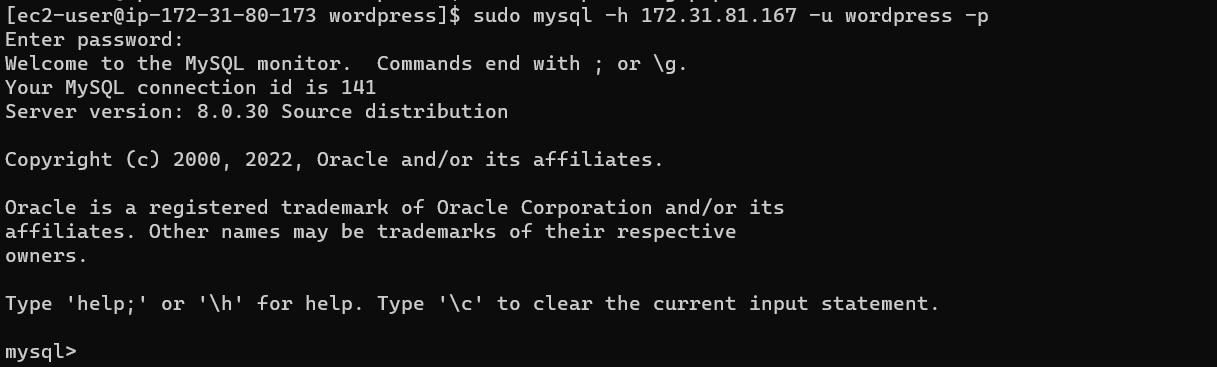 [ec2-user@ip-172-31-80-173 wordpress]$ sudo mysql -h 172.31.81.167 -u wordpress -p
Enter password:
Welcome to the MySQL monitor.  Commands end with ; or \g.
Your MySQL connection id is 141
Server version: 8.0.30 Source distribution
Copyright (c) 2000, 2022, Oracle and/or its affiliates.
Oracle is a registered trademark of Oracle Corporation and/or its
affiliates. Other names may be trademarks of their respective
owners.
Type 'help;' or '\h' for help. Type '\c' to clear the current input statement.
mysql>